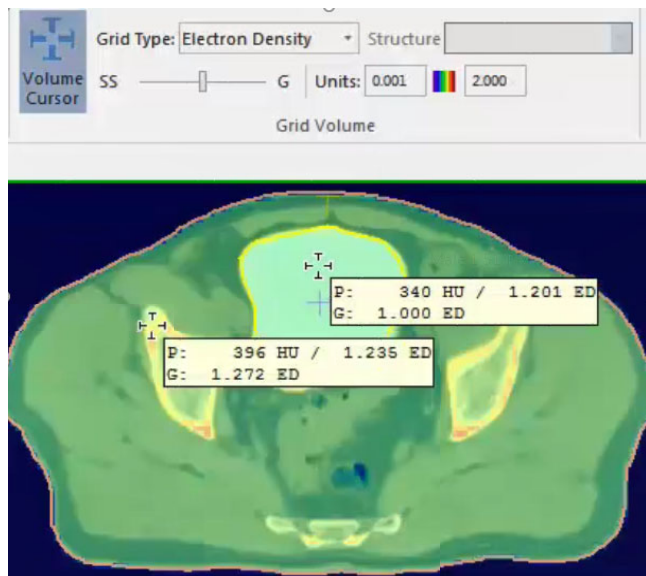 Grid Type: Electron Density Structure
Volume Cursor SS G Units: 0.001 2.000
Grid Volume
P: 340 HU / 1.201 ED
G: 1.000 ED
P: 396 HU / 1.235 ED
G: 1.272 ED